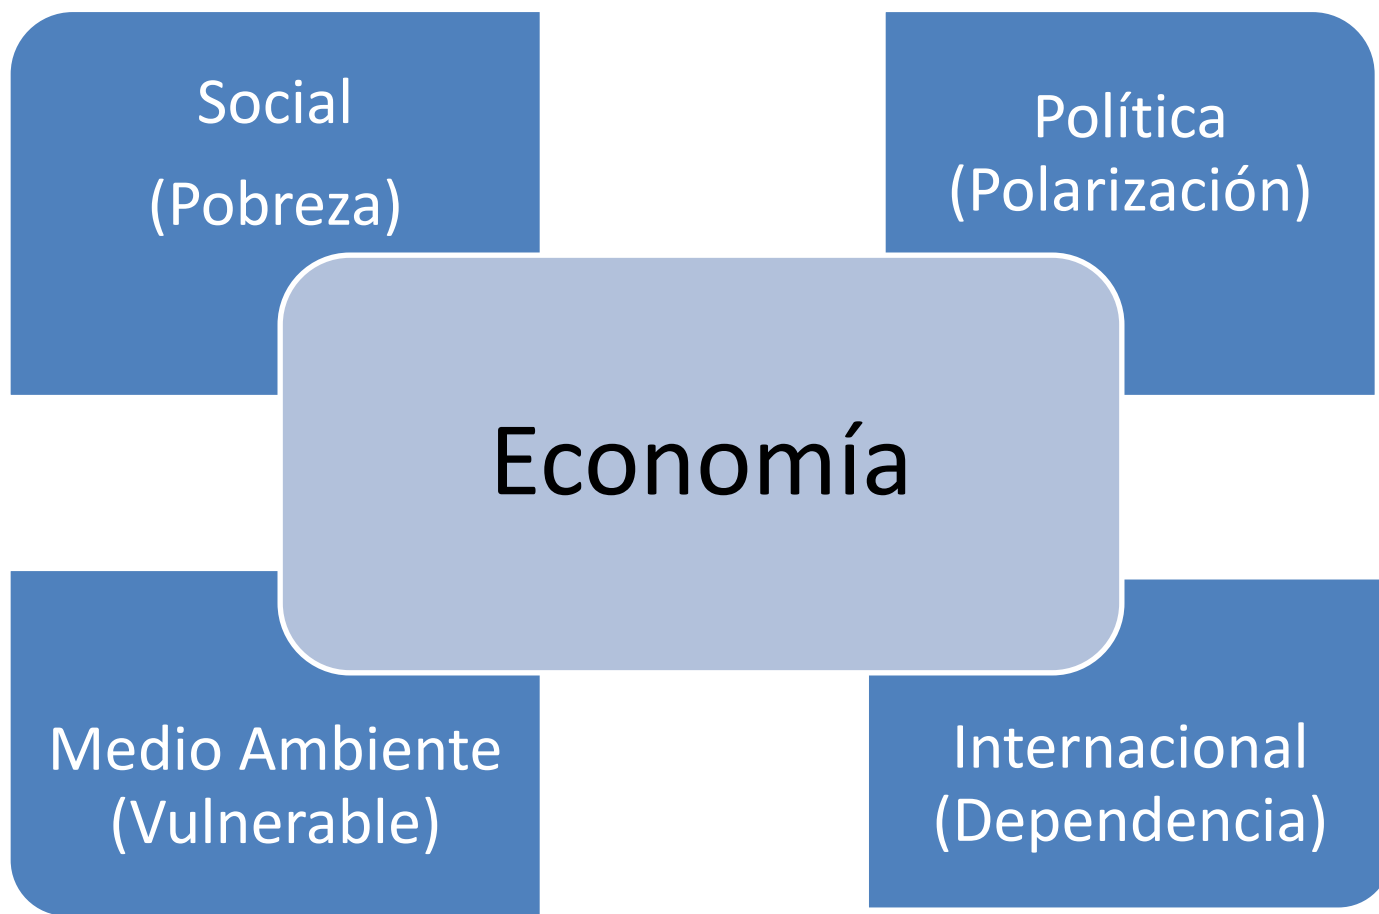 Social
(Pobreza)
Política
(Polarización)
Economía
Medio Ambiente
(Vulnerable)
Internacional
(Dependencia)